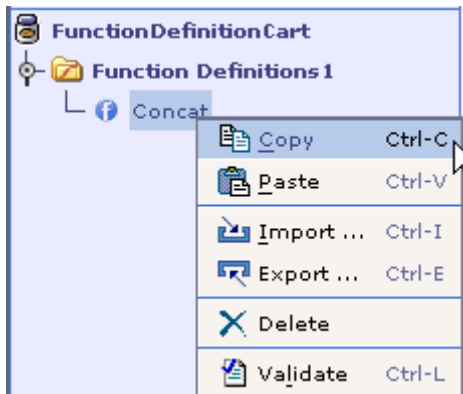 FunctionDefinitionCart
Function Definitions1
Concat
Copy Ctrl-C
Paste Ctrl-V
Import ... Ctrl-I
Export ... Ctrl-E
Delete
Validate Ctrl-L